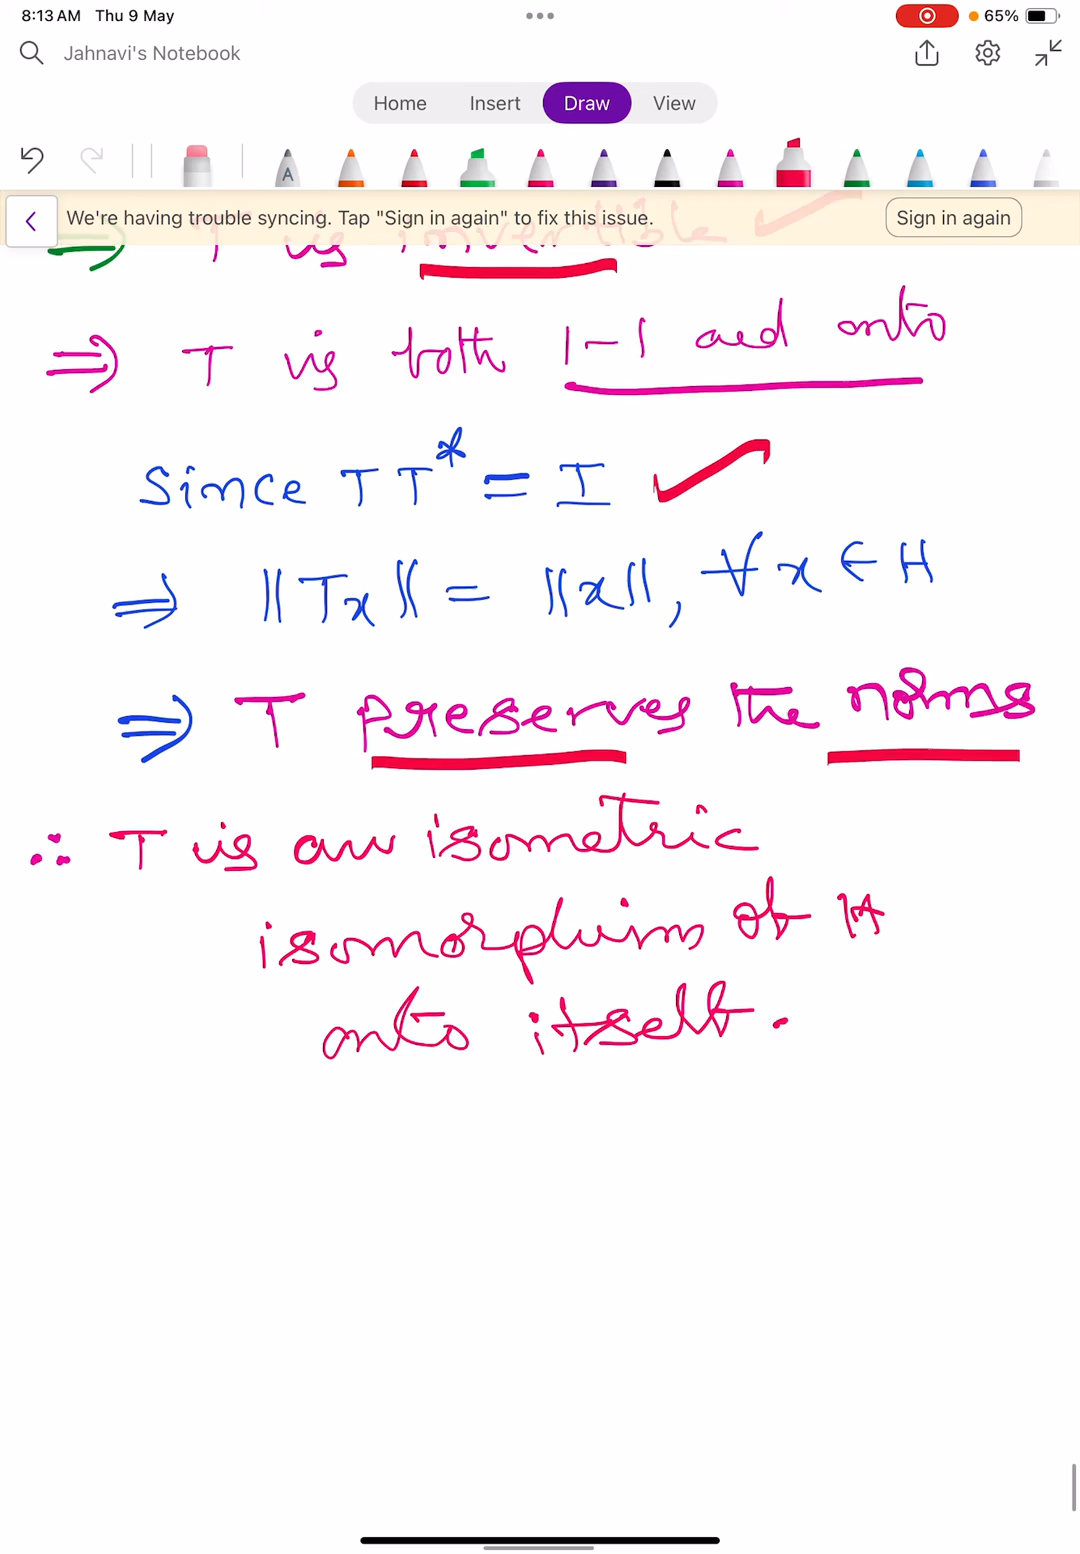 8:13 AM Thu 9 May
65%
Jahnavi's Notebook
Home Insert Draw View
A
We're having trouble syncing. Tap "Sign in again" to fix this issue.
Sign in again
⇒ T is invertible ✓
⇒ T is both 1-1 and onto
Since TT* = I ✓
⇒ ||Tx|| = ||x||, ∀ x ∈ H
⇒ T preserves the norms
∴ T is an isometric
isomorphism of H
onto itself.